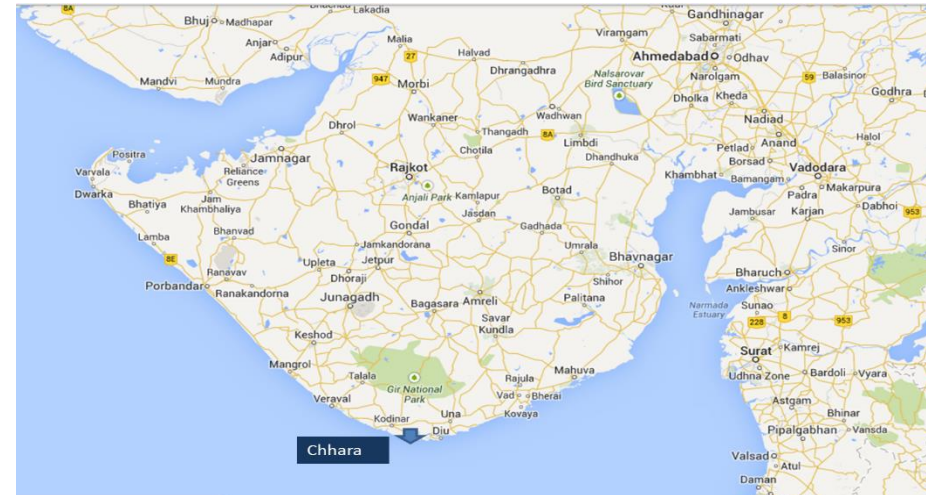 8A
Lakadia
Bhuj
Madhapar
Gandhinagar
Viramgam
Sabarmati
Anjar
Adipur
Malia
27
Halvad
Ahmedabad
Odhav
Dhrangadhra
Nalsarovar
Bird Sanctuary
Narolgam
59
Balasinor
Mandvi
Mundra
947
Morbi
Dholka
Kheda
Godhra
Wankaner
Wadhwan
Nadiad
Dhrol
Thangadh
8A
Limbdi
Halol
Chotila
Petlad
Anand
Positra
Jamnagar
Dhandhuka
Borsad
Varvala
Reliance
Greens
Rajkot
Khambhat
Bamangam
Vadodara
Dwarka
Bhatiya
Jam
Khambhaliya
Anjali Park
Kamlapur
Botad
Padra
Makarpura
Jasdan
Jambusar
Karjan
Dabhoi
953
Lamba
Bhanvad
Gondal
Gadhada
Jamkandorana
Umrala
Sinor
8E
Upleta
Jetpur
Bhavnagar
Ranavav
Dhoraji
Shihor
Bharuch
Porbandar
Ranakandorna
Ankleshwar
Junagadh
Bagasara
Amreli
Palitana
Narmada
Estuary
Sunao
Savar
Kundla
228
8
953
Keshod
Surat
Kamrej
Mangrol
Talala
Gir National
Park
Rajula
Mahuva
Udhna Zone
Bardoli
Vyara
Veraval
Vad
Bherai
Astgam
Kodinar
Una
Kovaya
Bhinar
Diu
Pipalgabhan
Vansda
Chhara
Valsad
Atul
Daman